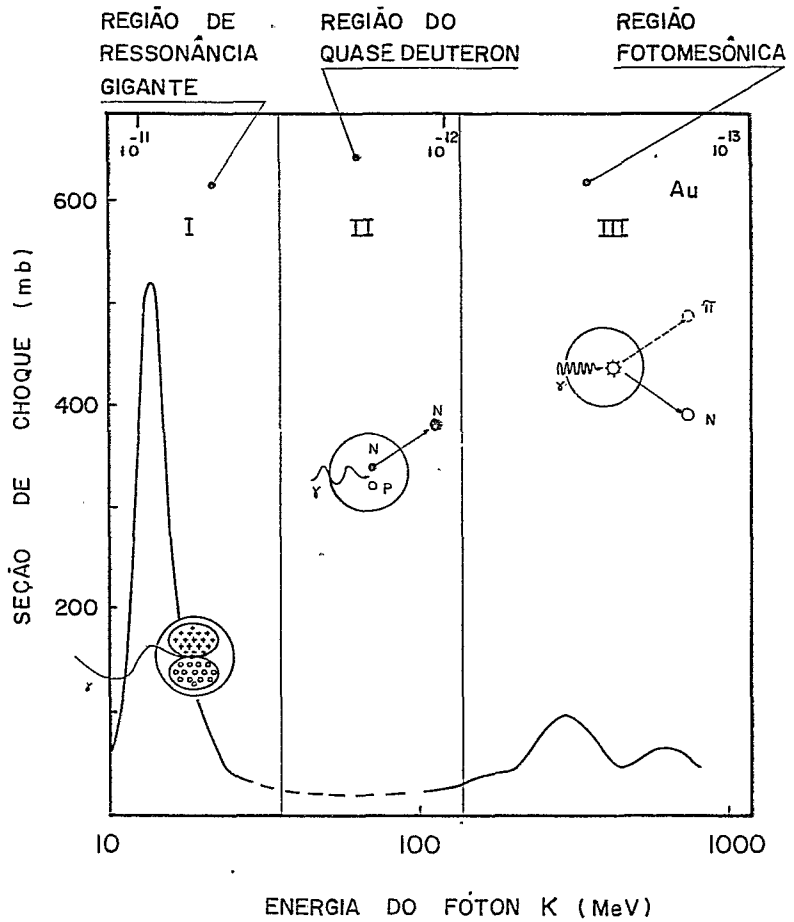 REGIÃO DE
RESSONÂNCIA
GIGANTE
REGIÃO DO
QUASE DEUTERON
REGIÃO
FOTOMESÔNICA
10⁻¹¹
10⁻¹²
10⁻¹³
Au
I
II
III
600
400
200
SEÇÃO DE CHOQUE (mb)
γ
π
N
N
N
P
γ
γ
10
100
1000
ENERGIA DO FÓTON K (MeV)